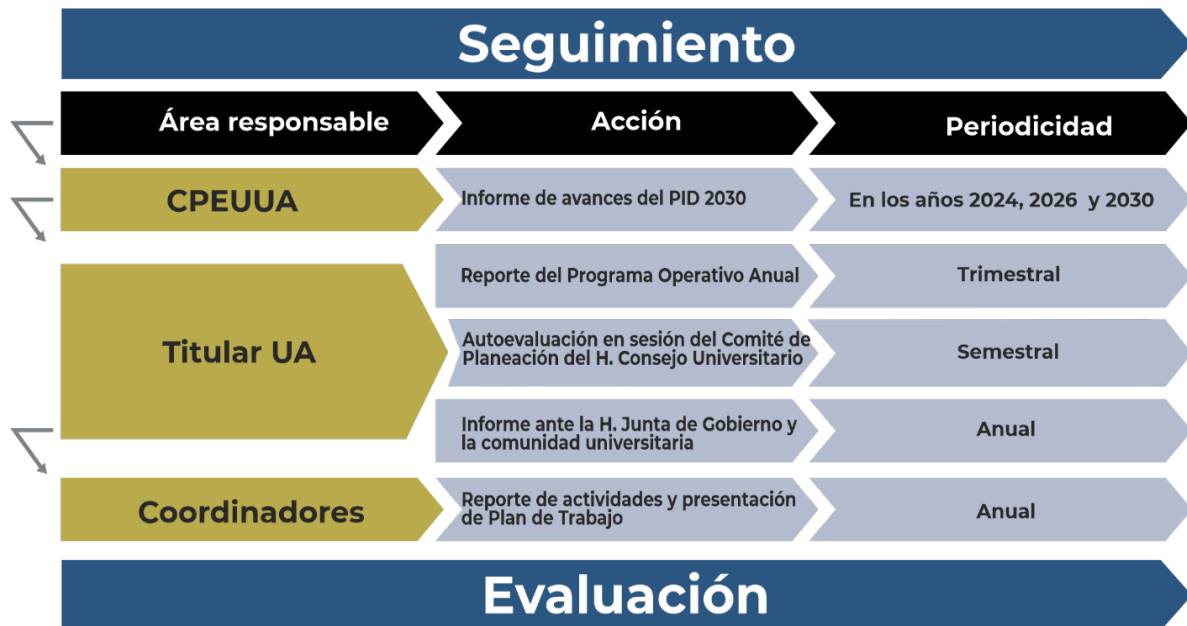 Seguimiento
Área responsable
Acción
Periodicidad
CPEUUA
Informe de avances del PID 2030
En los años 2024, 2026 y 2030
Titular UA
Reporte del Programa Operativo Anual
Trimestral
Autoevaluación en sesión del Comité de
Planeación del H. Consejo Universitario
Semestral
Informe ante la H. Junta de Gobierno y
la comunidad universitaria
Anual
Coordinadores
Reporte de actividades y presentación
de Plan de Trabajo
Anual
Evaluación